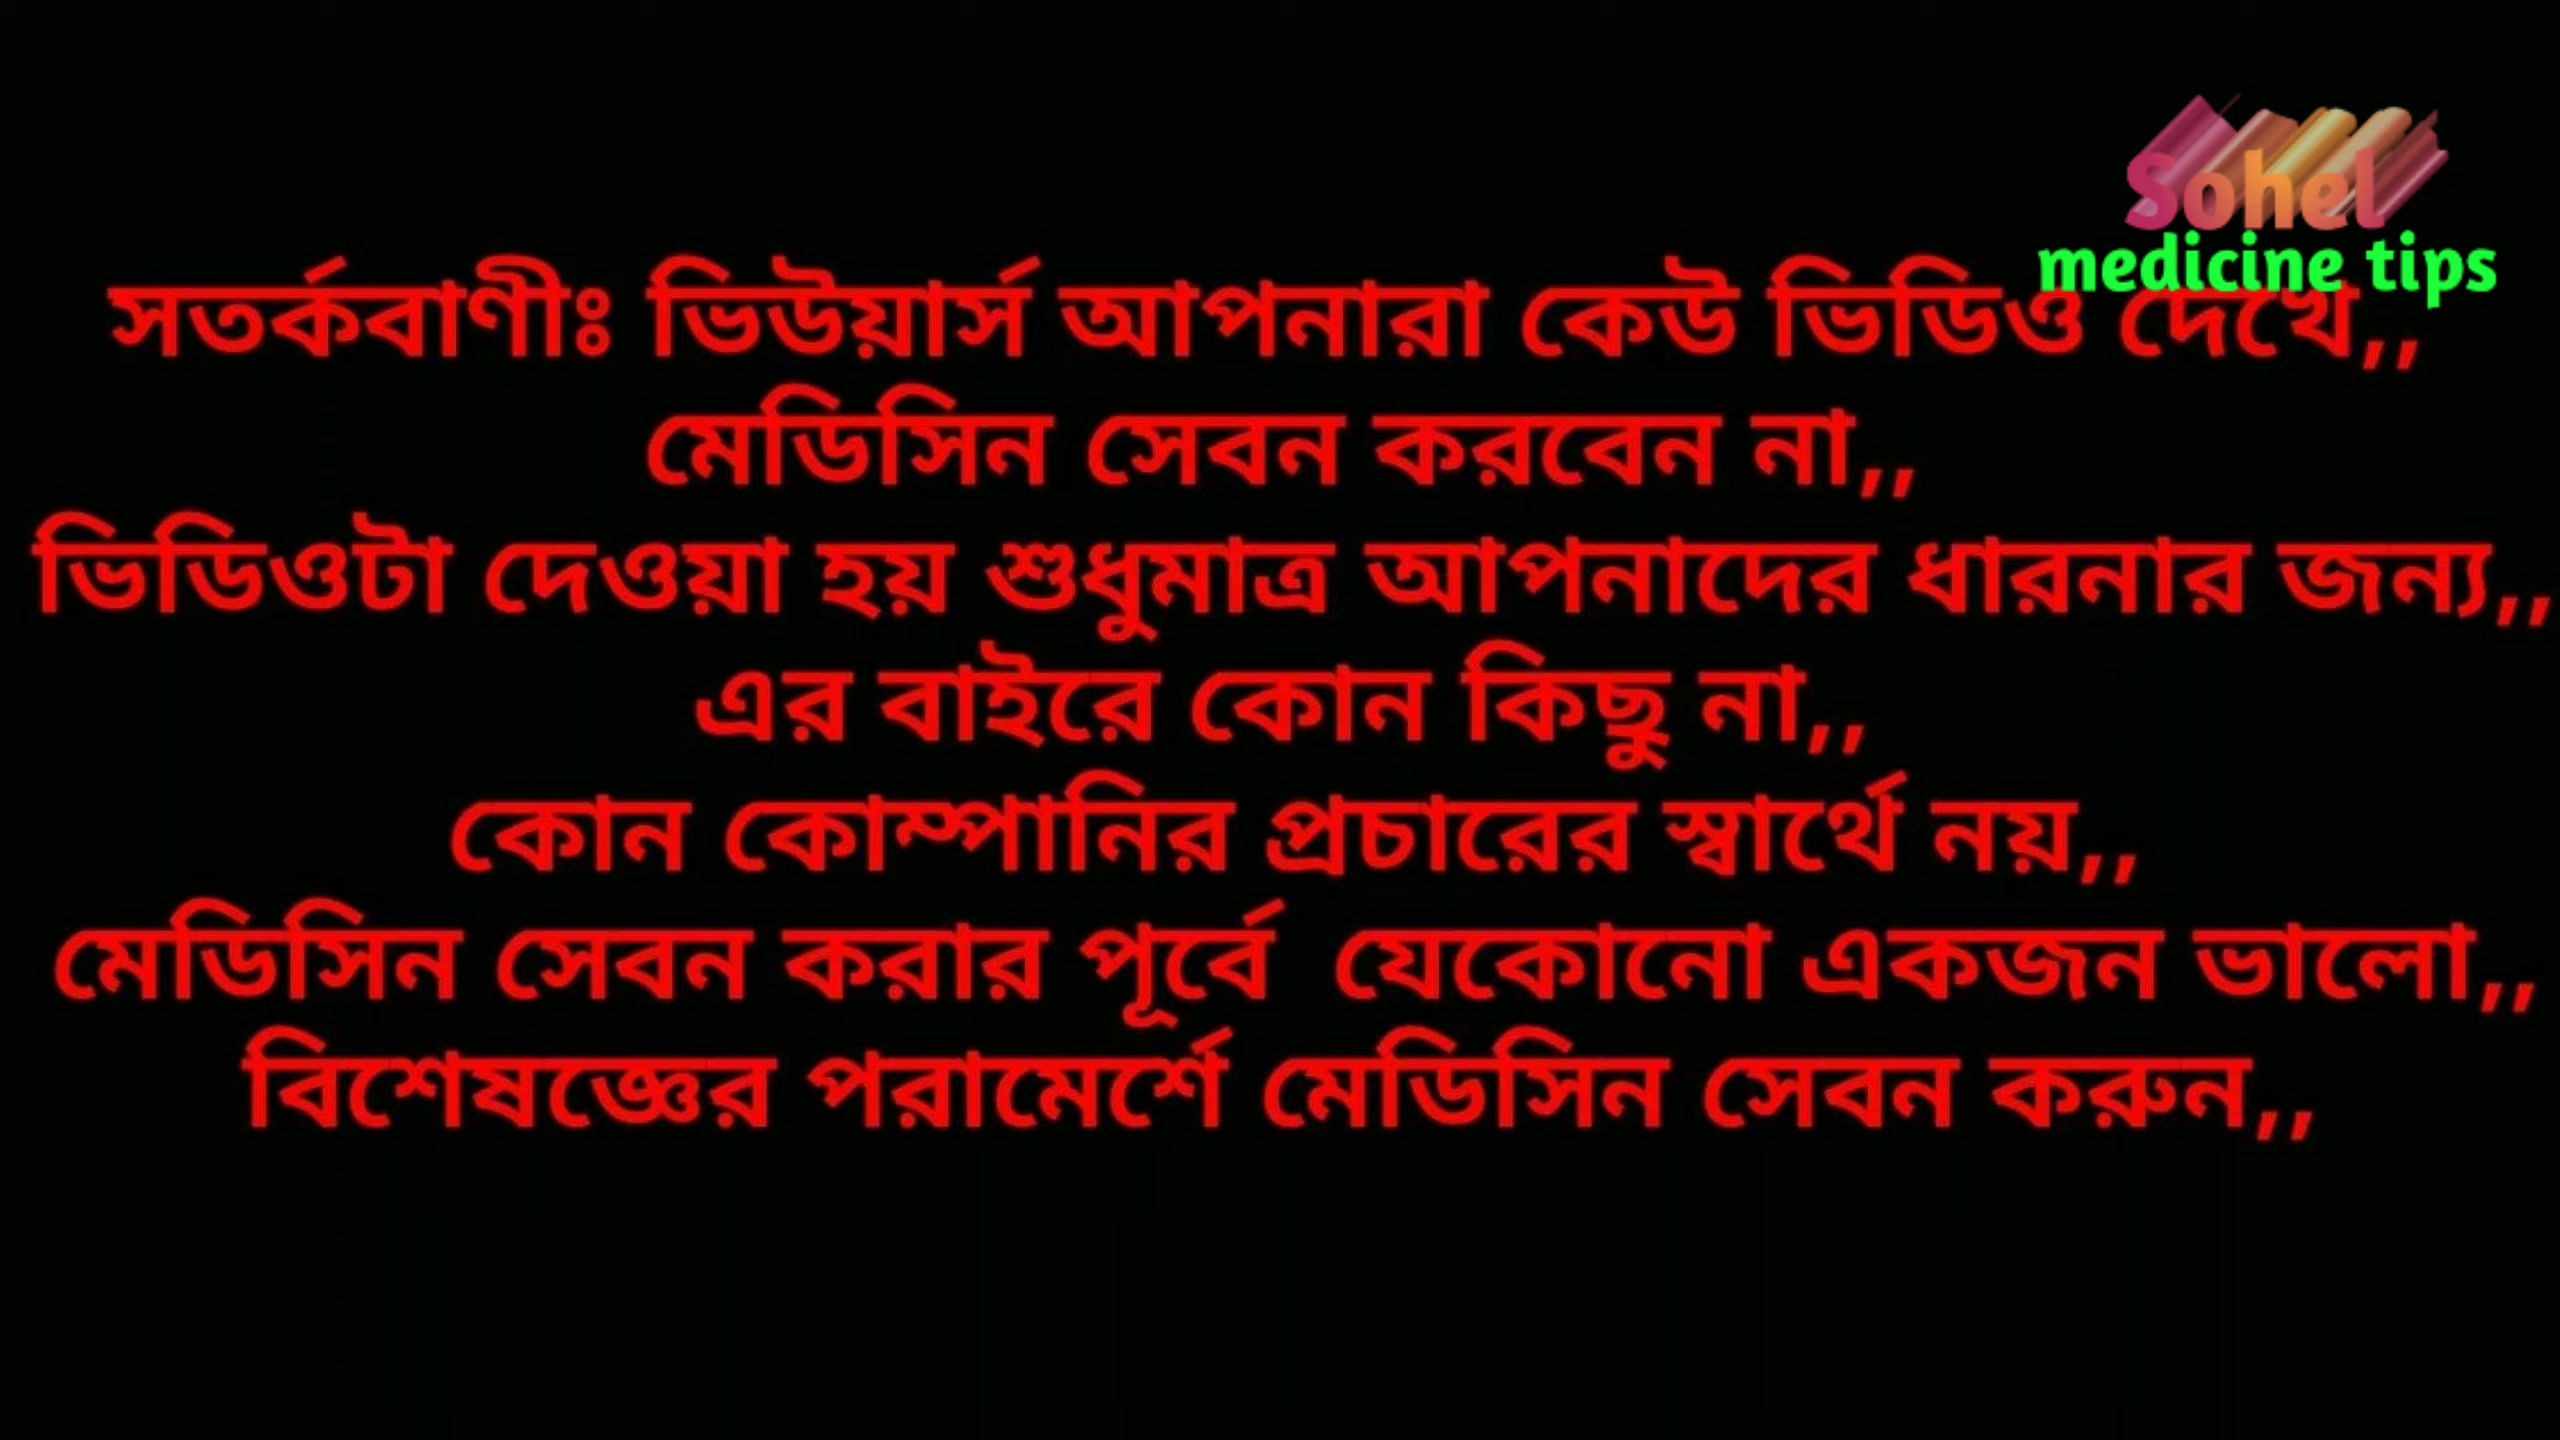 Sohel
medicine tips
সতর্কবাণীঃ ভিউয়ার্স আপনারা কেউ ভিডিও দেখে,,
মেডিসিন সেবন করবেন না,,
ভিডিওটা দেওয়া হয় শুধুমাত্র আপনাদের ধারনার জন্য,,
এর বাইরে কোন কিছু না,,
কোন কোম্পানির প্রচারের স্বার্থে নয়,,
মেডিসিন সেবন করার পূর্বে যেকোনো একজন ভালো,,
বিশেষজ্ঞের পরামের্শে মেডিসিন সেবন করুন,,